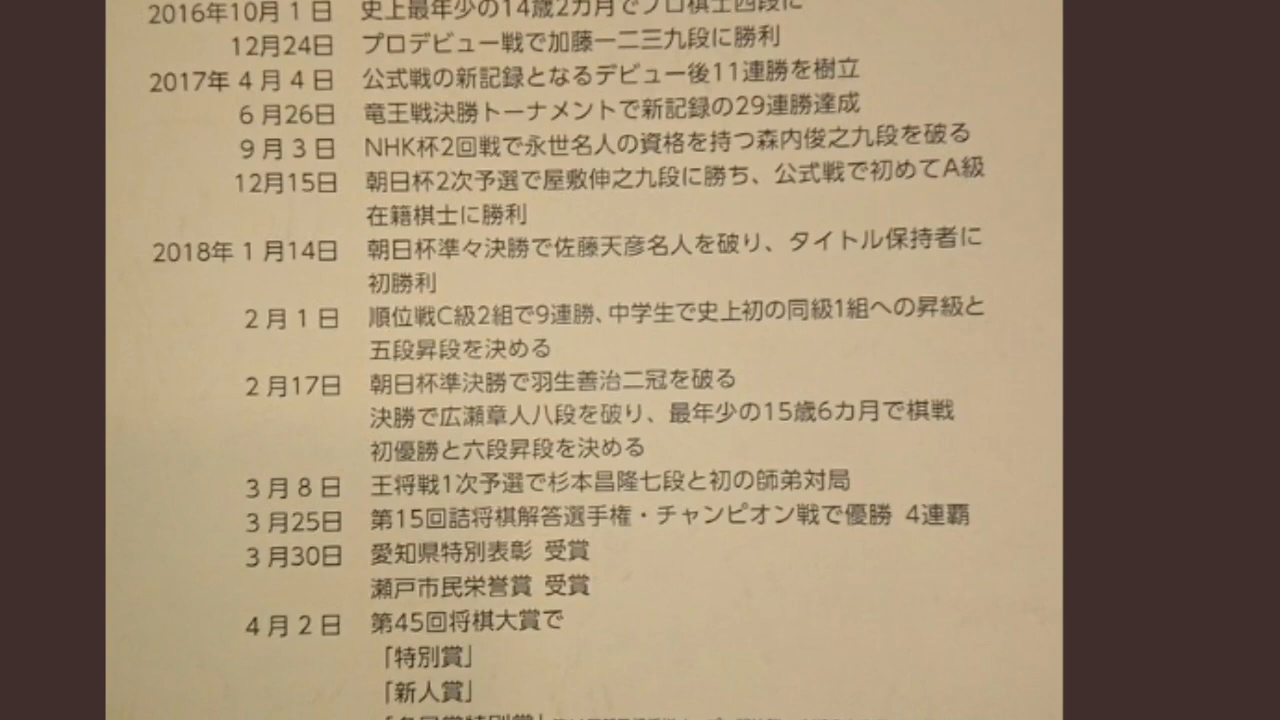 2016年10月1日 史上最年少の14歳2カ月でプロ棋士四段に
12月24日 プロデビュー戦で加藤一二三九段に勝利
2017年4月4日 公式戦の新記録となるデビュー後11連勝を樹立
6月26日 竜王戦決勝トーナメントで新記録の29連勝達成
9月3日 NHK杯2回戦で永世名人の資格を持つ森内俊之九段を破る
12月15日 朝日杯2次予選で屋敷伸之九段に勝ち、公式戦で初めてA級
在籍棋士に勝利
2018年1月14日 朝日杯準々決勝で佐藤天彦名人を破り、タイトル保持者に
初勝利
2月1日 順位戦C級2組で9連勝、中学生で史上初の同級1組への昇級と
五段昇段を決める
2月17日 朝日杯準決勝で羽生善治二冠を破る
決勝で広瀬章人八段を破り、最年少の15歳6カ月で棋戦
初優勝と六段昇段を決める
3月8日 王将戦1次予選で杉本昌隆七段と初の師弟対局
3月25日 第15回詰将棋解答選手権・チャンピオン戦で優勝 4連覇
3月30日 愛知県特別表彰 受賞
瀬戸市民栄誉賞 受賞
4月2日 第45回将棋大賞で
「特別賞」
「新人賞」